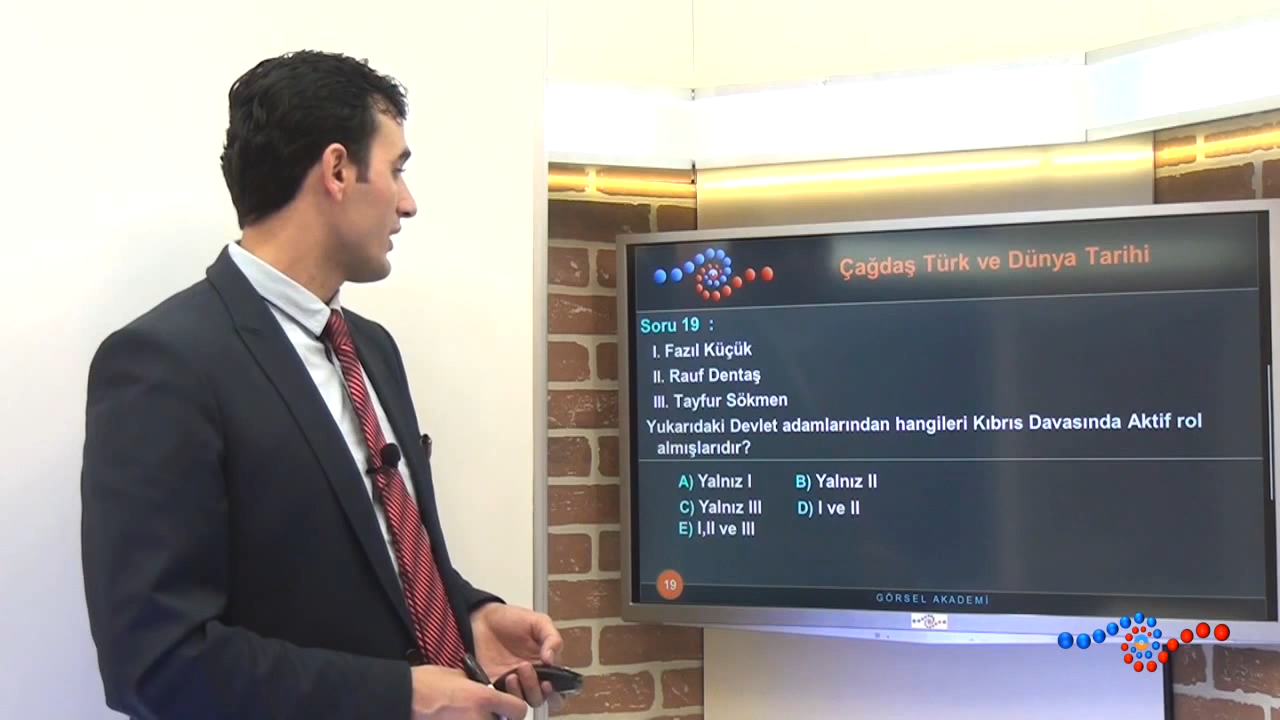 Çağdaş Türk ve Dünya Tarihi
Soru 19 :
I. Fazıl Küçük
II. Rauf Dentaş
III. Tayfur Sökmen
Yukarıdaki Devlet adamlarından hangileri Kıbrıs Davasında Aktif rol
almışlarıdır?
A) Yalnız I B) Yalnız II
C) Yalnız III D) I ve II
E) I,II ve III
19
GÖRSEL AKADEMİ